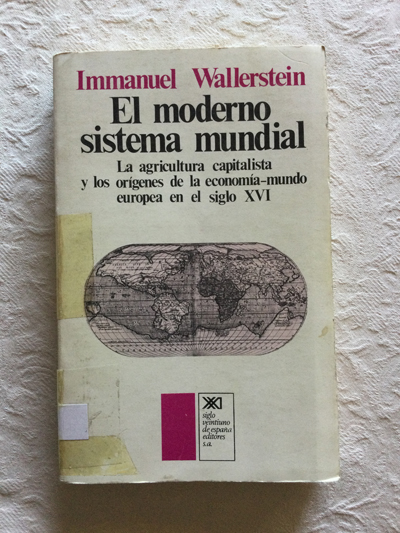 Immanuel Wallerstein
El moderno
sistema mundial
La agricultura capitalista
y los orígenes de la economía-mundo
europea en el siglo XVI
XXI
siglo
veintiuno
de españa
editores
s.a.